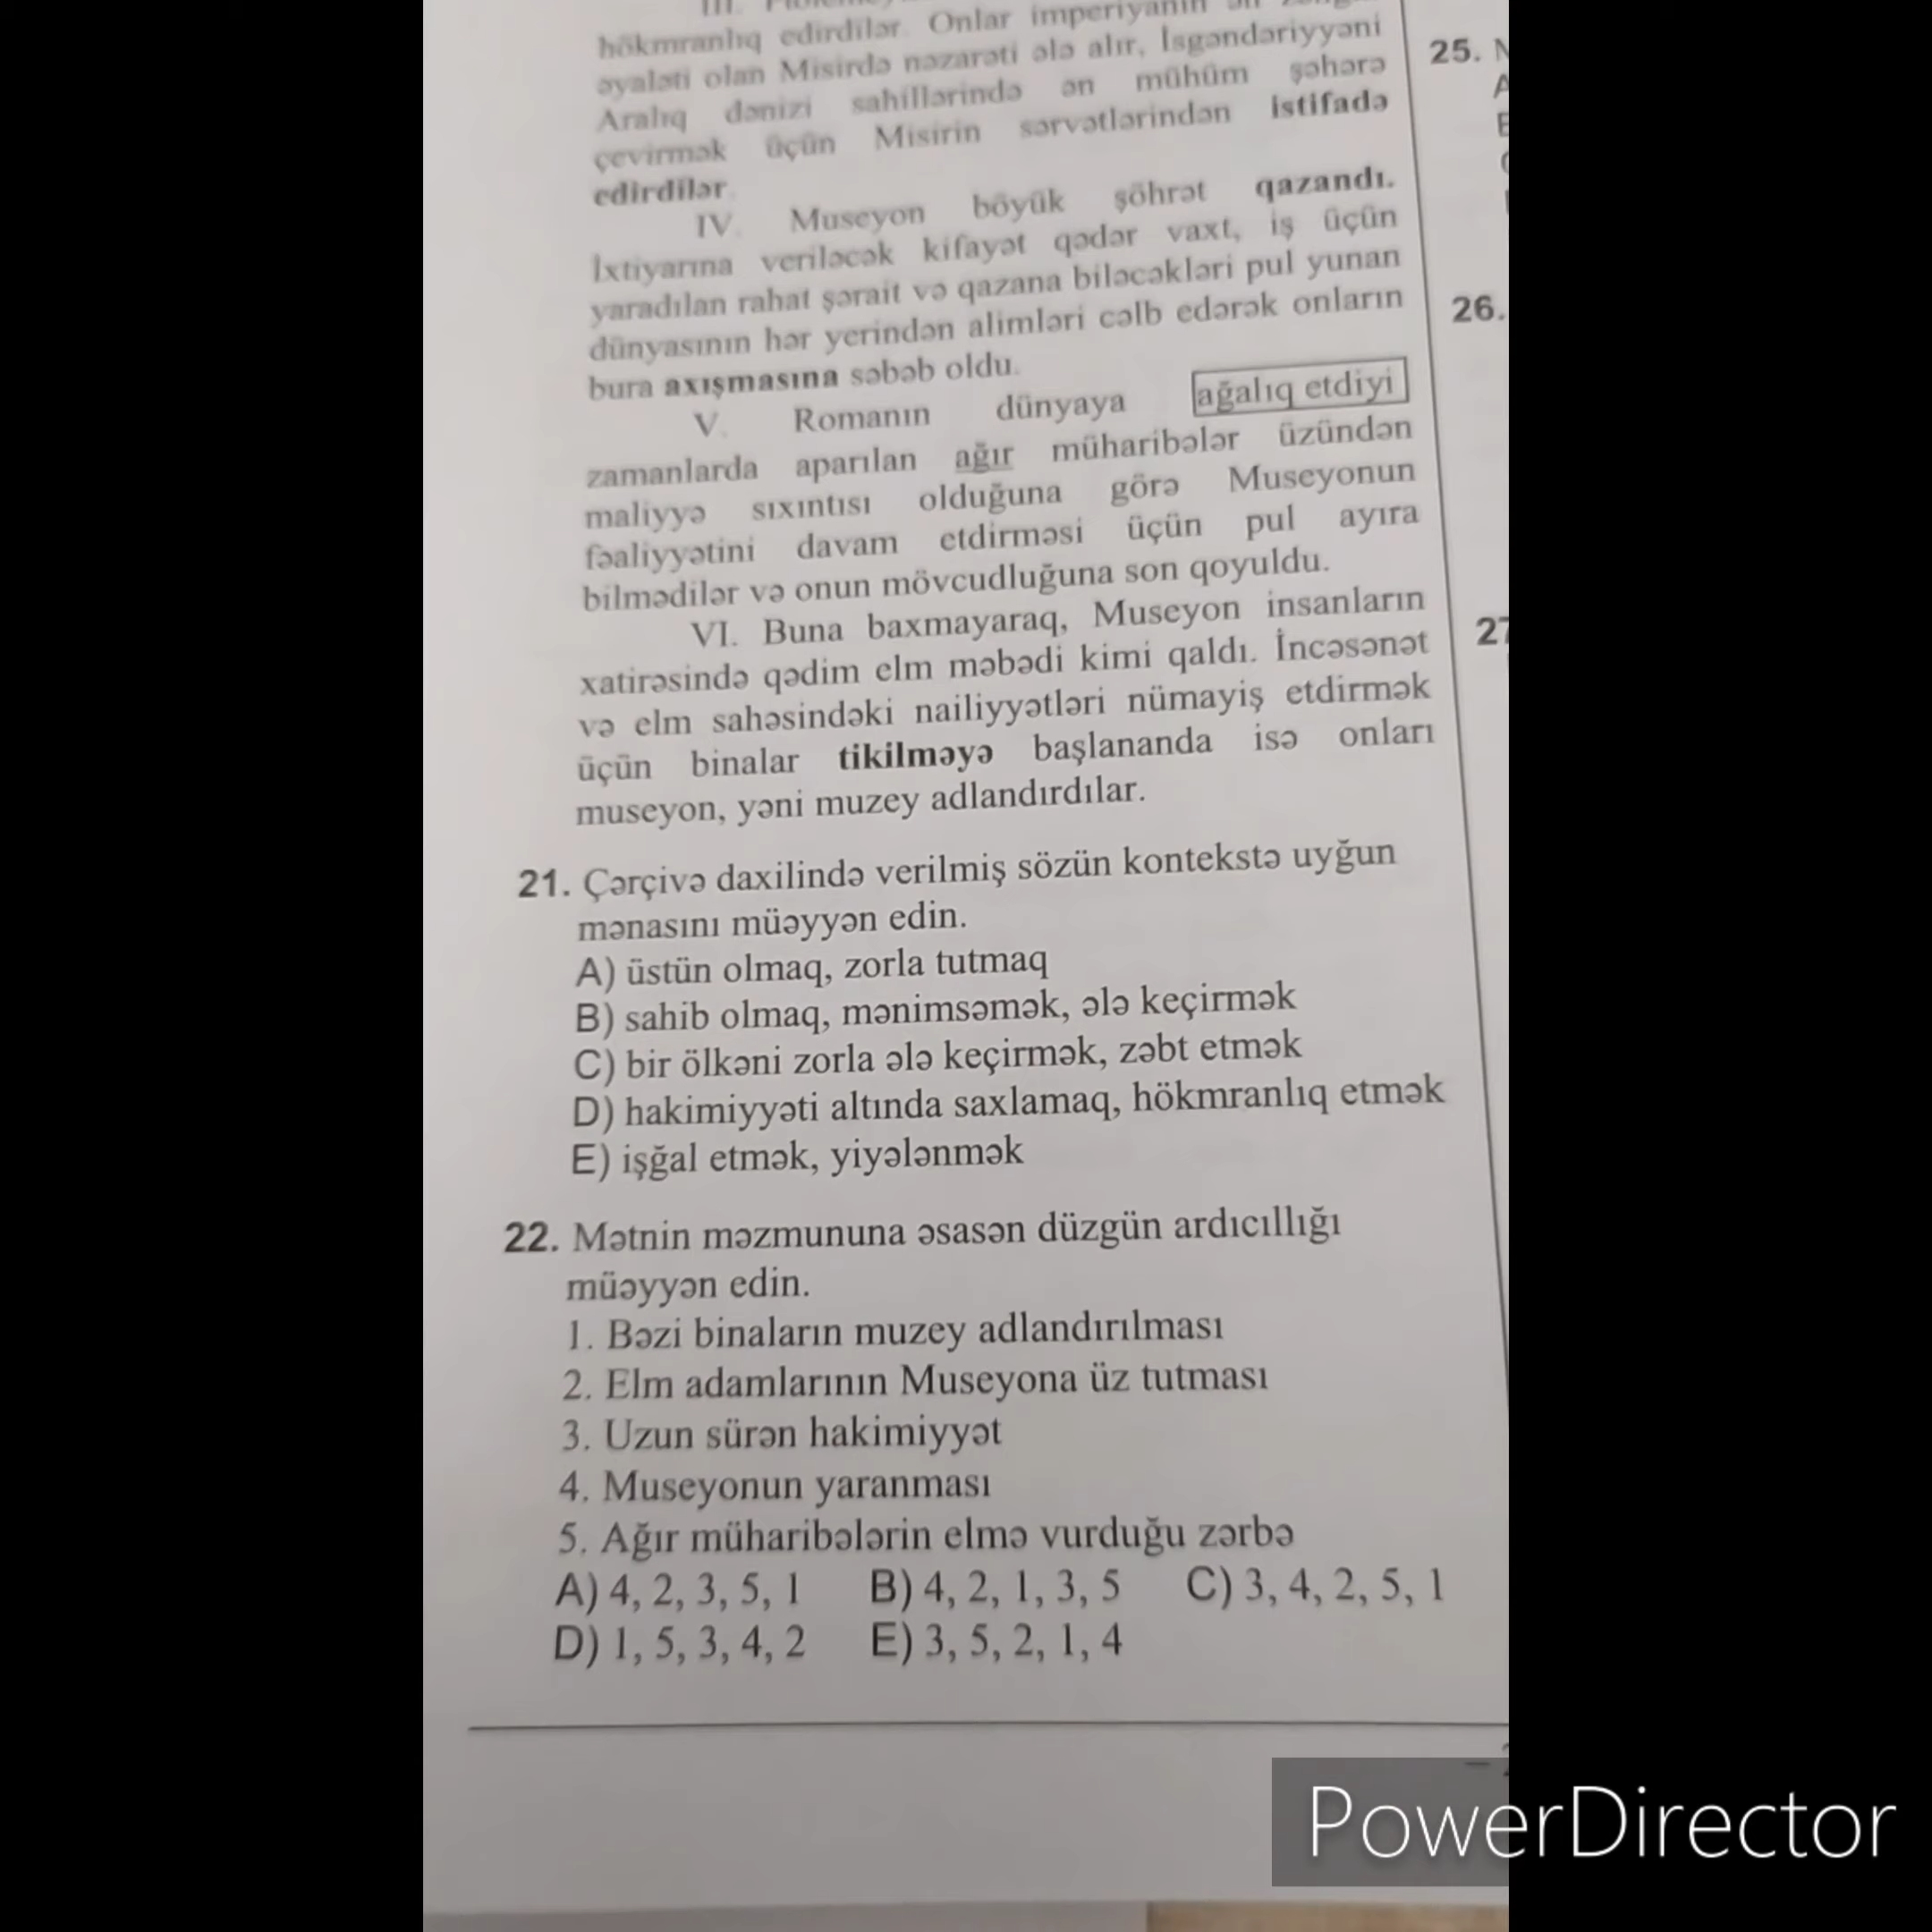 III.
hökmranlıq edirdilər. Onlar imperiyanın ən
əyaləti olan Misirdə nəzarəti ələ alır, İsgəndəriyyəni
Aralıq dənizi sahillərində ən mühüm şəhərə
çevirmək üçün Misirin sərvətlərindən istifadə
edirdilər.
IV. Museyon böyük şöhrət qazandı.
İxtiyarına veriləcək kifayət qədər vaxt, iş üçün
yaradılan rahat şərait və qazana biləcəkləri pul yunan
dünyasının hər yerindən alimləri cəlb edərək onların
bura axışmasına səbəb oldu.
V. Romanın dünyaya ağalıq etdiyi
zamanlarda aparılan ağır müharibələr üzündən
maliyyə sıxıntısı olduğuna görə Museyonun
fəaliyyətini davam etdirməsi üçün pul ayıra
bilmədilər və onun mövcudluğuna son qoyuldu.
VI. Buna baxmayaraq, Museyon insanların
xatirəsində qədim elm məbədi kimi qaldı. İncəsənət
və elm sahəsindəki nailiyyətləri nümayiş etdirmək
üçün binalar tikilməyə başlananda isə onları
museyon, yəni muzey adlandırdılar.
21. Çərçivə daxilində verilmiş sözün kontekstə uyğun
mənasını müəyyən edin.
A) üstün olmaq, zorla tutmaq
B) sahib olmaq, mənimsəmək, ələ keçirmək
C) bir ölkəni zorla ələ keçirmək, zəbt etmək
D) hakimiyyəti altında saxlamaq, hökmranlıq etmək
E) işğal etmək, yiyələnmək
22. Mətnin məzmununa əsasən düzgün ardıcıllığı
müəyyən edin.
1. Bəzi binaların muzey adlandırılması
2. Elm adamlarının Museyona üz tutması
3. Uzun sürən hakimiyyət
4. Museyonun yaranması
5. Ağır müharibələrin elmə vurduğu zərbə
A) 4, 2, 3, 5, 1 B) 4, 2, 1, 3, 5 C) 3, 4, 2, 5, 1
D) 1, 5, 3, 4, 2 E) 3, 5, 2, 1, 4
25.
26.
27
PowerDirector